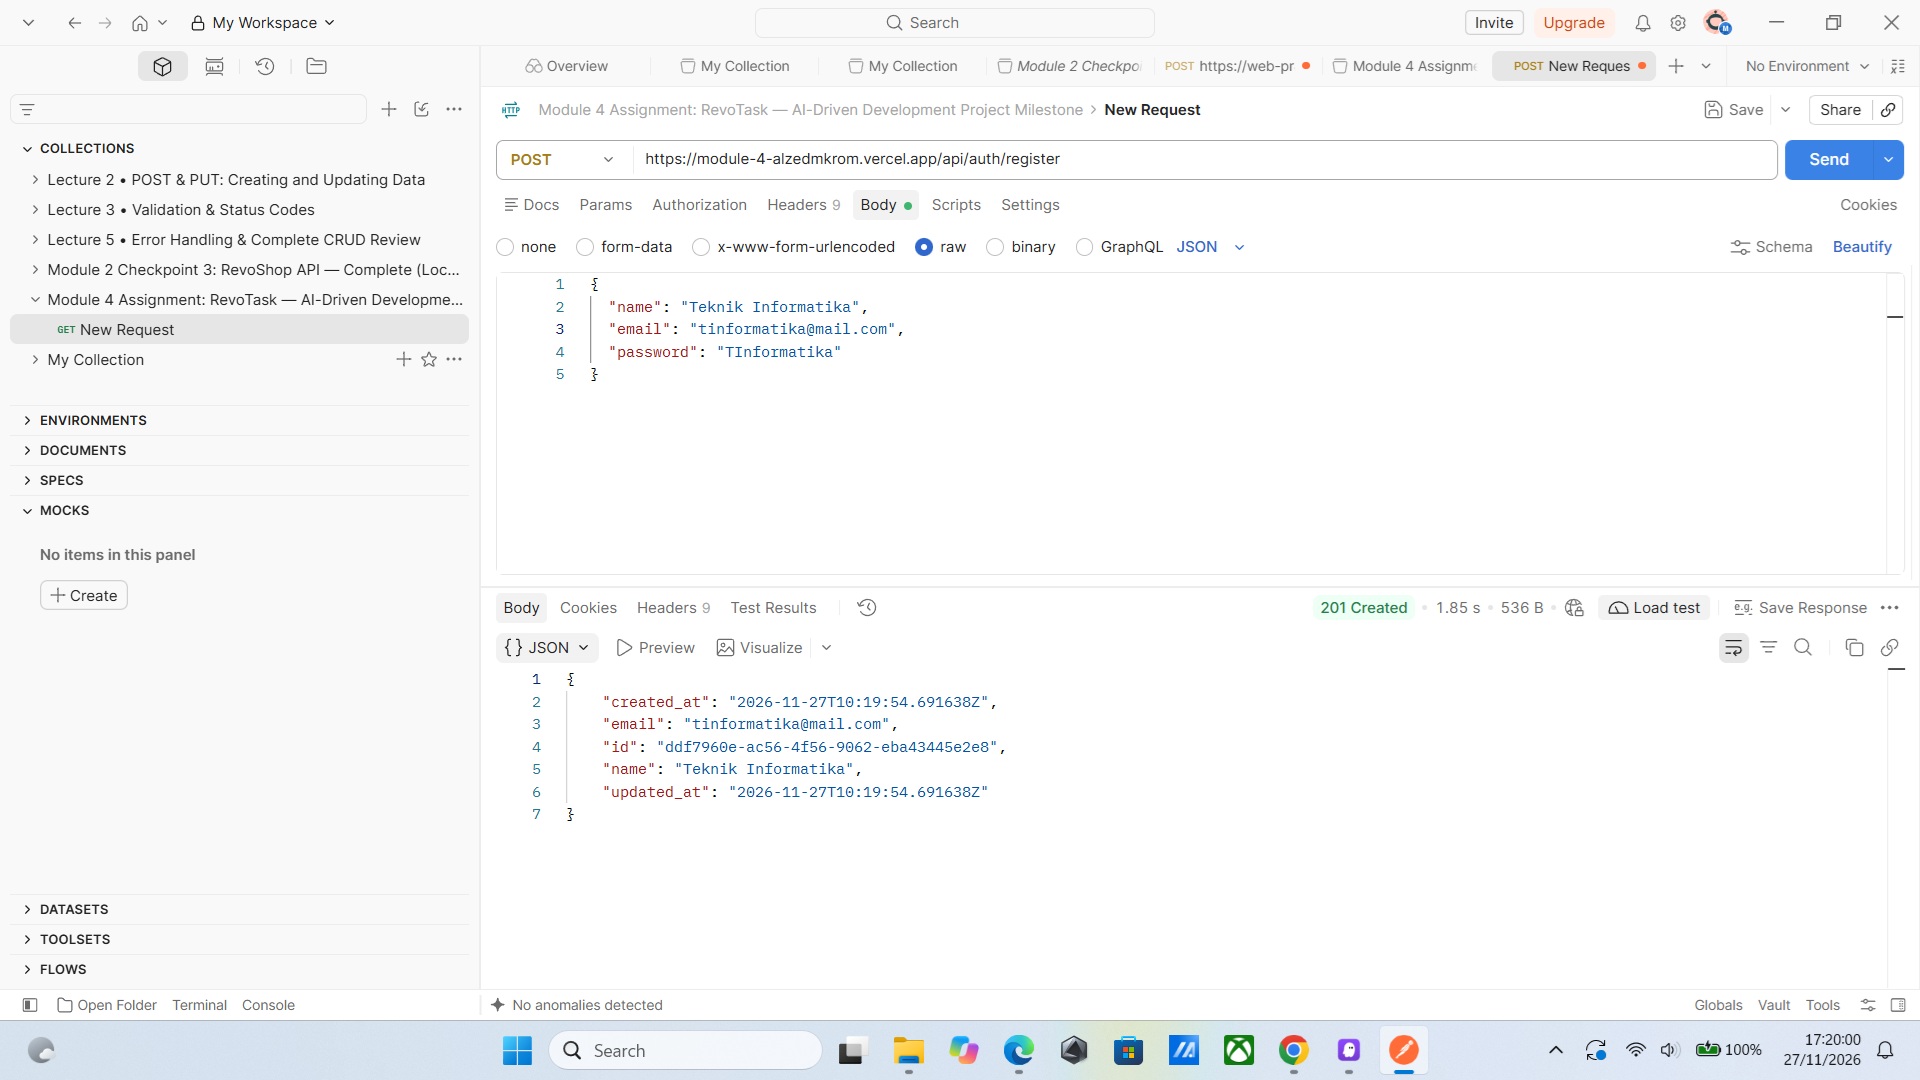 My Workspace
Search
Invite
Upgrade
Overview
My Collection
My Collection
Module 2 Checkpo
POST https://web-pr
Module 4 Assignm
POST New Reques
No Environment
COLLECTIONS
Lecture 2 • POST & PUT: Creating and Updating Data
Lecture 3 • Validation & Status Codes
Lecture 5 • Error Handling & Complete CRUD Review
Module 2 Checkpoint 3: RevoShop API — Complete (Loc...
Module 4 Assignment: RevoTask — AI-Driven Developme...
GET New Request
My Collection
ENVIRONMENTS
DOCUMENTS
SPECS
MOCKS
No items in this panel
Create
DATASETS
TOOLSETS
FLOWS
HTTP Module 4 Assignment: RevoTask — AI-Driven Development Project Milestone > New Request
Save
Share
POST
https://module-4-alzedmkrom.vercel.app/api/auth/register
Send
Docs
Params
Authorization
Headers 9
Body
Scripts
Settings
Cookies
none
form-data
x-www-form-urlencoded
raw
binary
GraphQL
JSON
Schema
Beautify
1 {
2 "name": "Teknik Informatika",
3 "email": "tinformatika@mail.com",
4 "password": "TInformatika"
5 }
Body
Cookies
Headers 9
Test Results
201 Created • 1.85 s • 536 B
Load test
e.g. Save Response
{} JSON
Preview
Visualize
1 {
2 "created_at": "2026-11-27T10:19:54.691638Z",
3 "email": "tinformatika@mail.com",
4 "id": "ddf7960e-ac56-4f56-9062-eba43445e2e8",
5 "name": "Teknik Informatika",
6 "updated_at": "2026-11-27T10:19:54.691638Z"
7 }
Open Folder
Terminal
Console
No anomalies detected
Globals
Vault
Tools
Search
100%
17:20:00
27/11/2026